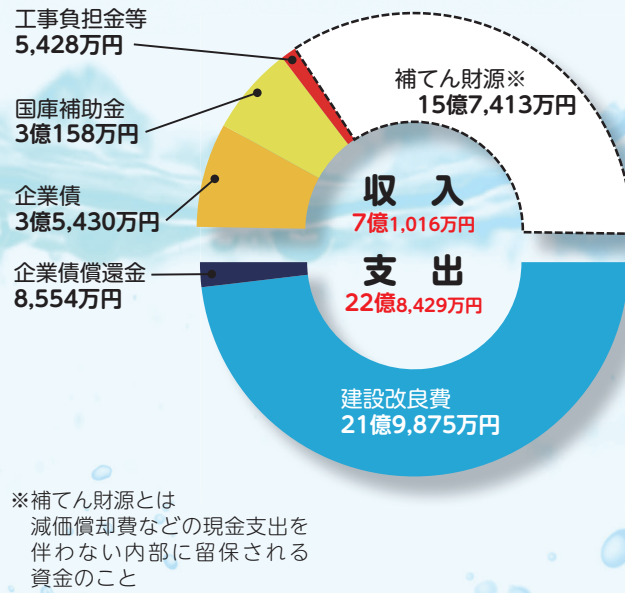 工事負担金等
5,428万円
国庫補助金
3億158万円
企業債
3億5,430万円
補てん財源※
15億7,413万円
収 入
7億1,016万円
支 出
22億8,429万円
企業債償還金
8,554万円
建設改良費
21億9,875万円
※補てん財源とは
減価償却費などの現金支出を
伴わない内部に留保される
資金のこと